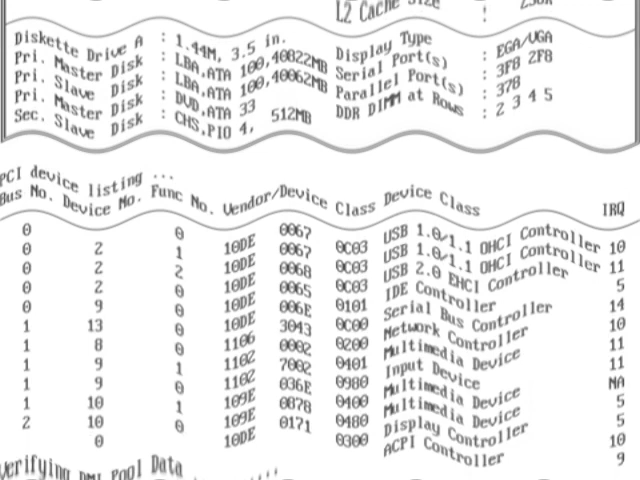 L2 Cache Size : 256K
Diskette Drive A : 1.44M, 3.5 in. Display Type : EGA/VGA
Pri. Master Disk : LBA,ATA 100,40822MB Serial Port(s) : 3F8 2F8
Pri. Slave Disk : LBA,ATA 100,40062MB Parallel Port(s) : 378
Pri. Master Disk : DVD,ATA 33 DDR DIMM at Rows : 2 3 4 5
Sec. Slave Disk : CHS,PIO 4, 512MB
PCI device listing ...
Bus No. Device No. Func No. Vendor/Device Class Device Class IRQ
0 2 0 10DE 0067 0C03 USB 1.0/1.1 OHCI Controller 10
0 2 1 10DE 0067 0C03 USB 1.0/1.1 OHCI Controller 11
0 2 2 10DE 0068 0C03 USB 2.0 EHCI Controller 5
0 9 0 10DE 0065 0101 IDE Controller 14
0 13 0 10DE 006E 0C00 Serial Bus Controller 10
1 8 0 1106 3043 0200 Network Controller 11
1 9 0 1102 0002 0401 Multimedia Device 11
1 9 1 1102 7002 0980 Input Device NA
1 10 0 109E 036E 0400 Multimedia Device 5
1 10 1 109E 0878 0480 Multimedia Device 5
2 0 0 10DE 0171 0300 Display Controller 10
ACPI Controller 9
Verifying DMI Pool Data ........